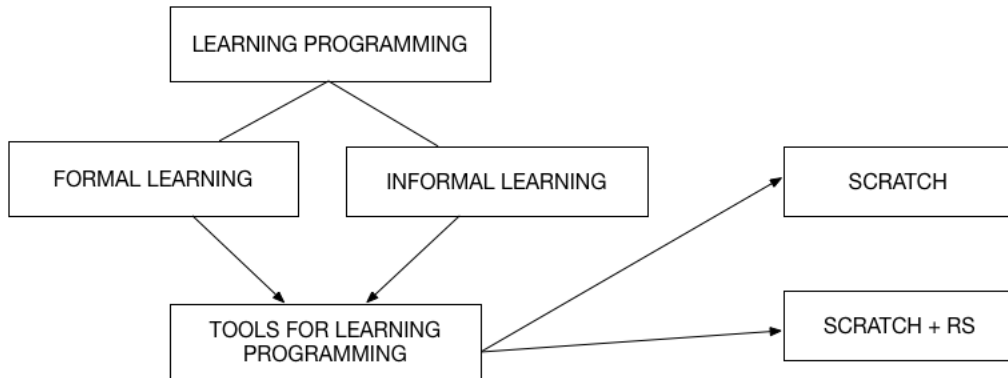 LEARNING PROGRAMMING
FORMAL LEARNING
INFORMAL LEARNING
SCRATCH
TOOLS FOR LEARNING
PROGRAMMING
SCRATCH + RS